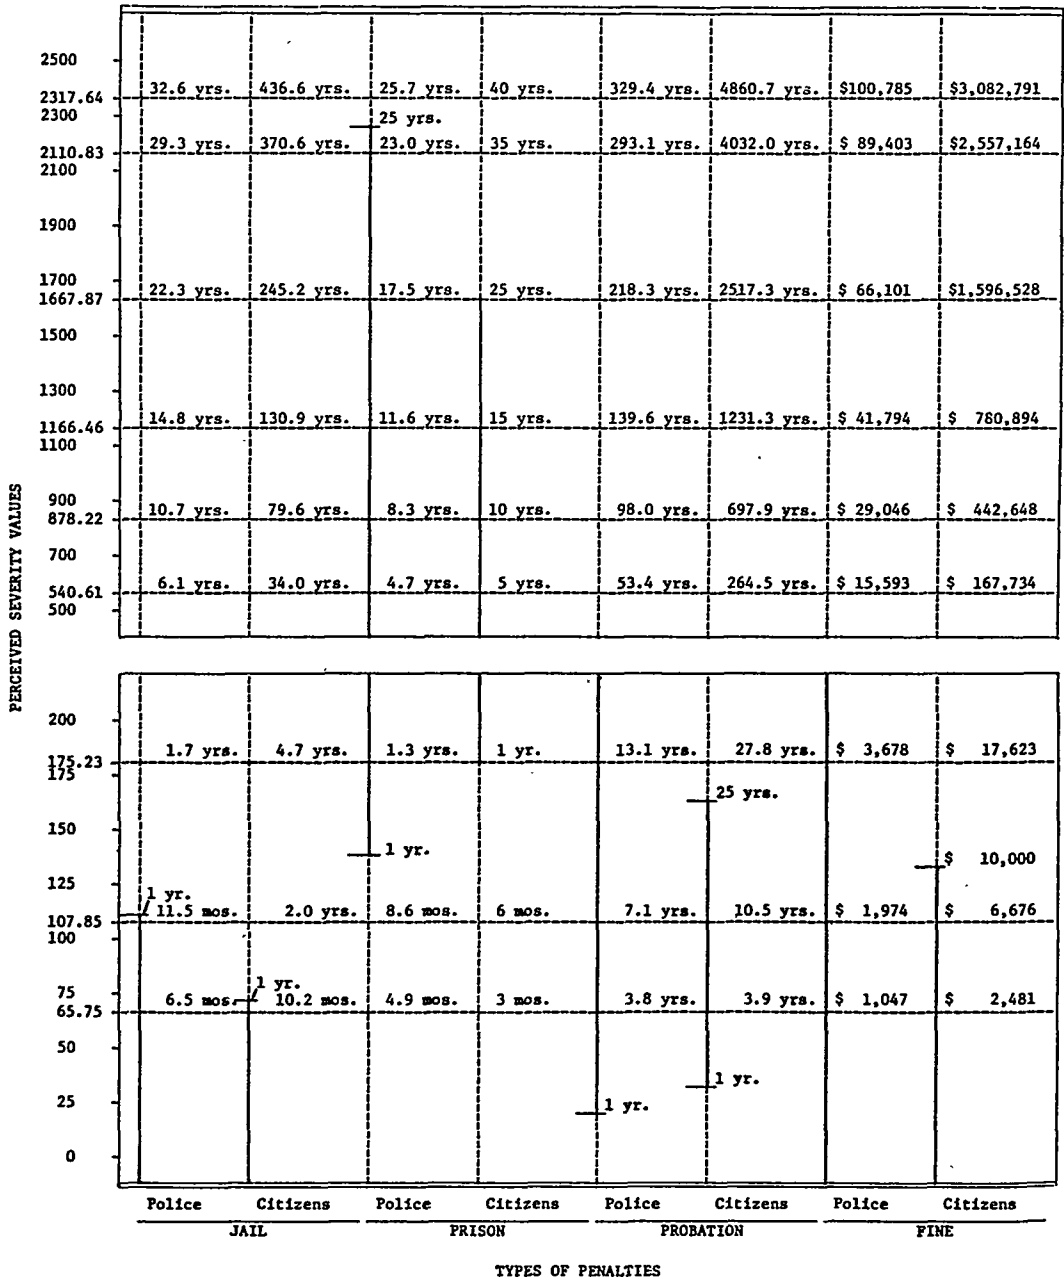 2500
32.6 yrs. 436.6 yrs. 25.7 yrs. 40 yrs. 329.4 yrs. 4860.7 yrs. $100,785 $3,082,791
2317.64
2300
25 yrs.
29.3 yrs. 370.6 yrs. 23.0 yrs. 35 yrs. 293.1 yrs. 4032.0 yrs. $ 89,403 $2,557,164
2110.83
2100
1900
1700
22.3 yrs. 245.2 yrs. 17.5 yrs. 25 yrs. 218.3 yrs. 2517.3 yrs. $ 66,101 $1,596,528
1667.87
1500
1300
14.8 yrs. 130.9 yrs. 11.6 yrs. 15 yrs. 139.6 yrs. 1231.3 yrs. $ 41,794 $ 780,894
1166.46
1100
900
10.7 yrs. 79.6 yrs. 8.3 yrs. 10 yrs. 98.0 yrs. 697.9 yrs. $ 29,046 $ 442,648
878.22
700
6.1 yrs. 34.0 yrs. 4.7 yrs. 5 yrs. 53.4 yrs. 264.5 yrs. $ 15,593 $ 167,734
540.61
500
PERCEIVED SEVERITY VALUES
200
1.7 yrs. 4.7 yrs. 1.3 yrs. 1 yr. 13.1 yrs. 27.8 yrs. $ 3,678 $ 17,623
175.23
175
25 yrs.
150
1 yr.
$ 10,000
125
1 yr.
11.5 mos. 2.0 yrs. 8.6 mos. 6 mos. 7.1 yrs. 10.5 yrs. $ 1,974 $ 6,676
107.85
100
1 yr.
75
6.5 mos. 10.2 mos. 4.9 mos. 3 mos. 3.8 yrs. 3.9 yrs. $ 1,047 $ 2,481
65.75
50
1 yr.
25
1 yr.
0
Police Citizens Police Citizens Police Citizens Police Citizens
JAIL PRISON PROBATION FINE
TYPES OF PENALTIES